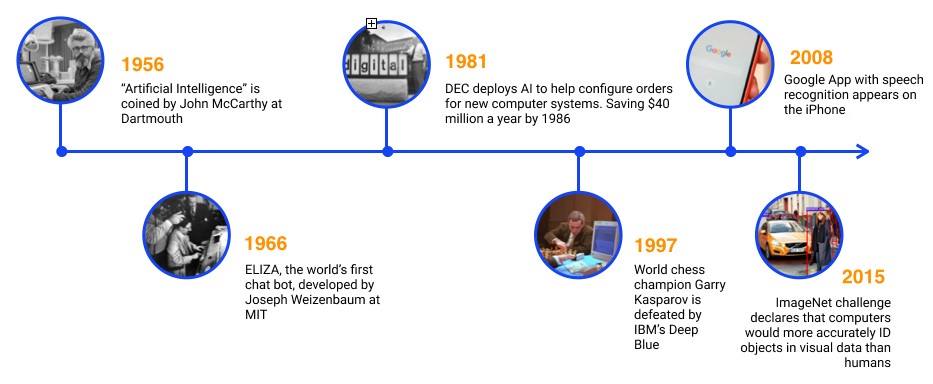 1956
“Artificial Intelligence” is
coined by John McCarthy at
Dartmouth
1966
ELIZA, the world’s first
chat bot, developed by
Joseph Weizenbaum at
MIT
digital
1981
DEC deploys AI to help configure orders
for new computer systems. Saving $40
million a year by 1986
1997
World chess
champion Garry
Kasparov is
defeated by
IBM’s Deep
Blue
Google
2008
Google App with speech
recognition appears on
the iPhone
2015
ImageNet challenge
declares that computers
would more accurately ID
objects in visual data than
humans